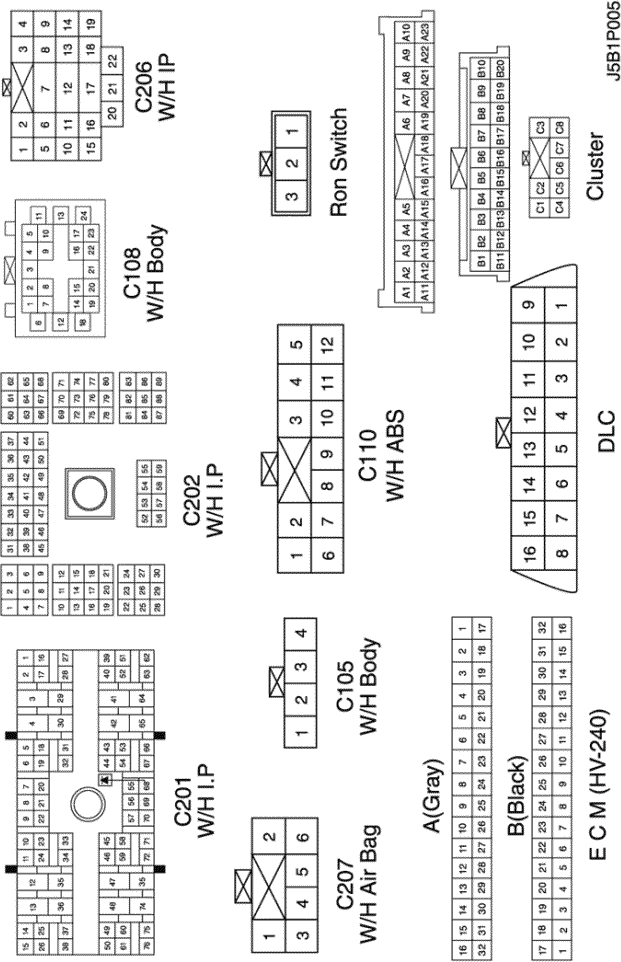 15 14 13 12 11 10 9 8 7 6 5 4 3 2 1
26 25 24 23 22 21 20 19 18 17 16
38 37 36 35 34 33 32 31 30 29 28 27
50 49 48 47 46 45 44 43 42 41 40 39
61 60 59 58 57 56 55 54 53 52 51
76 75 74 35 72 71 70 69 68 67 66 65 64 63 62
C201
W/H I.P
1 2 3
4 5 6
7 8 9
10 11 12
13 14 15
16 17 18
19 20 21
22 23 24
25 26 27
28 29 30
31 32 33 34 35 36 37
38 39 40 41 42 43 44
45 46 47 48 49 50 51
52 53 54 55
56 57 58 59
60 61 62
63 64 65
66 67 68
69 70 71
72 73 74
75 76 77
78 79 80
81 82 83
84 85 86
87 88 89
C202
W/H I.P
1 2 3 4 5
6 7 8 9 10 11
12 13
14 15 16 17
18 19 20 21 22 23 24
C108
W/H Body
1 2 3 4
5 6 7 8 9
10 11 12 13 14
15 16 17 18 19
20 21 22
C206
W/H IP
1 2
3 4 5 6
C207
W/H Air Bag
1 2 3 4
C105
W/H Body
1 2 3 4 5
6 7 8 9 10 11 12
C110
W/H ABS
3 2 1
Ron Switch
A(Gray)
16 15 14 13 12 11 10 9 8 7 6 5 4 3 2 1
32 31 30 29 28 27 26 25 24 23 22 21 20 19 18 17
B(Black)
17 18 19 20 21 22 23 24 25 26 27 28 29 30 31 32
1 2 3 4 5 6 7 8 9 10 11 12 13 14 15 16
E C M (HV-240)
16 15 14 13 12 11 10 9
8 7 6 5 4 3 2 1
DLC
A1 A2 A3 A4 A5 A6 A7 A8 A9 A10
A11 A12 A13 A14 A15 A16 A17 A18 A19 A20 A21 A22 A23
B1 B2 B3 B4 B5 B6 B7 B8 B9 B10
B11 B12 B13 B14 B15 B16 B17 B18 B19 B20
C1 C2 C3
C4 C5 C6 C7 C8
Cluster
J5B1P005